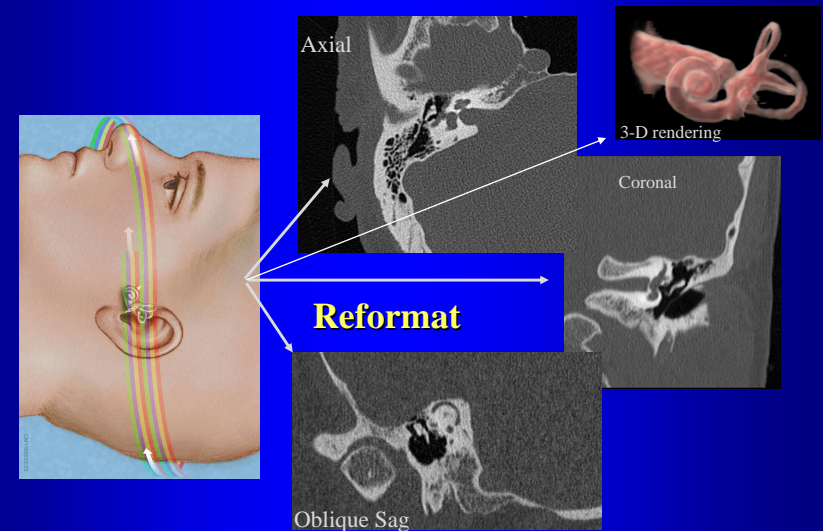 Axial
3-D rendering
Coronal
Reformat
Oblique Sag